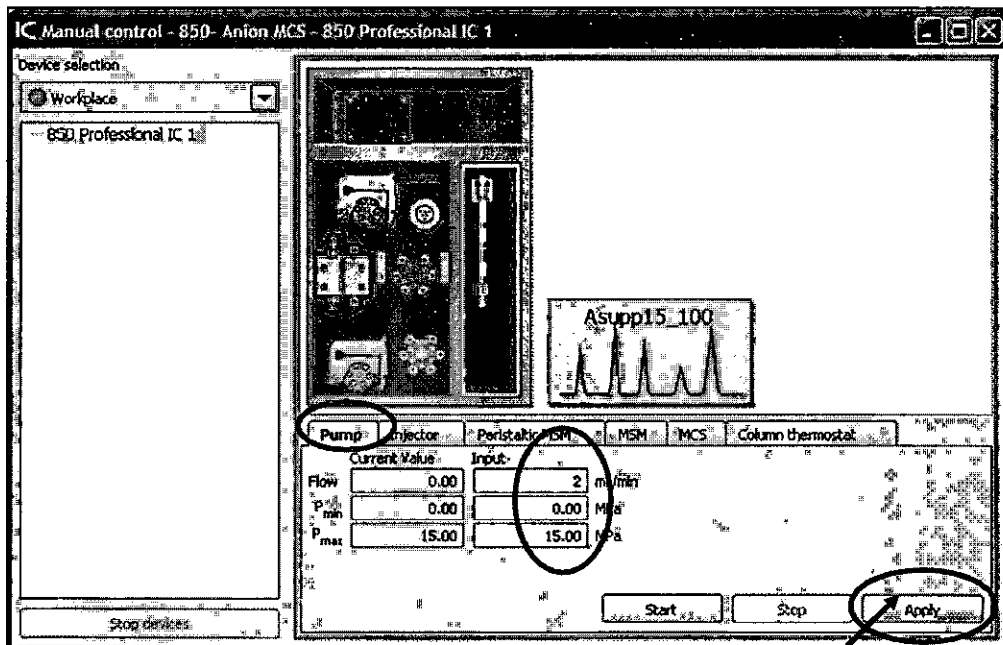 IC Manual control - 850- Anion MCS - 850 Professional IC 1
Device selection
Workplace
850 Professional IC 1
Asupp15_100
Pump Injector Peristaltic MSM MSM MCS Column thermostat
Current Value Input
Flow 0.00 2 mL/min
Pmin 0.00 0.00 MPa
Pmax 15.00 15.00 MPa
Start Stop Apply
Stop devices